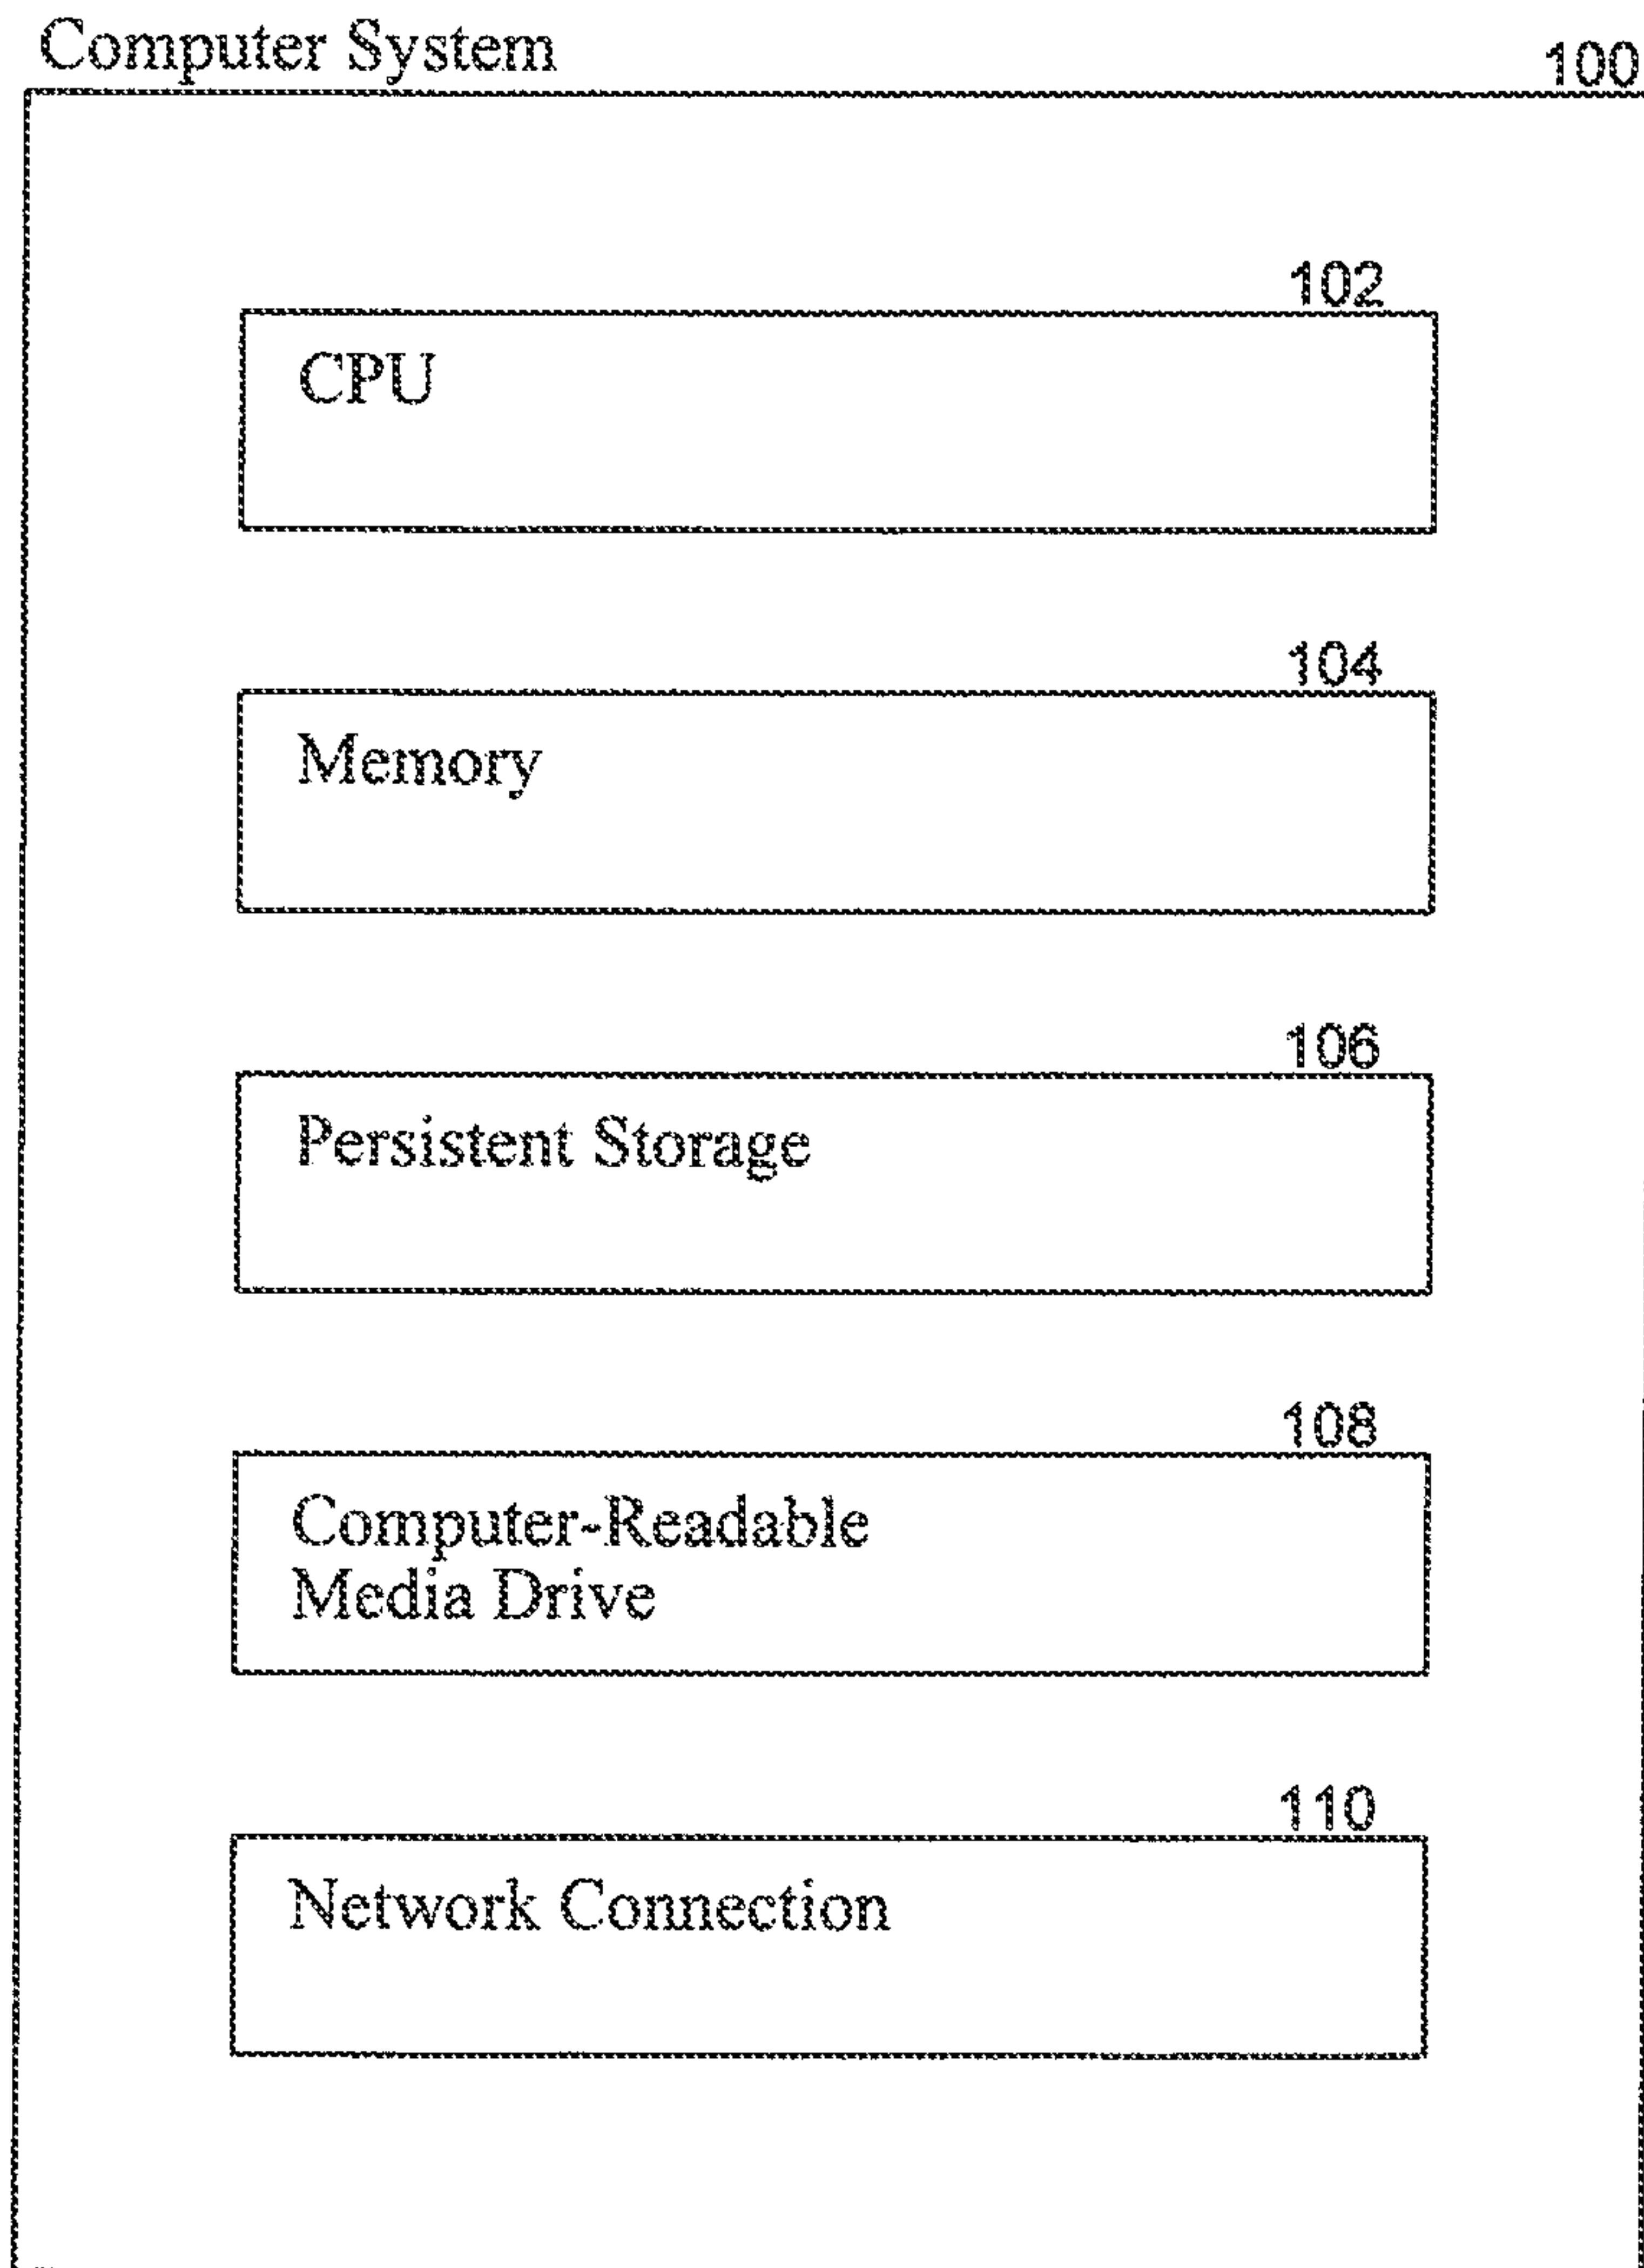 Computer System
100
102
CPU
104
Memory
106
Persistent Storage
108
Computer-Readable
Media Drive
110
Network Connection